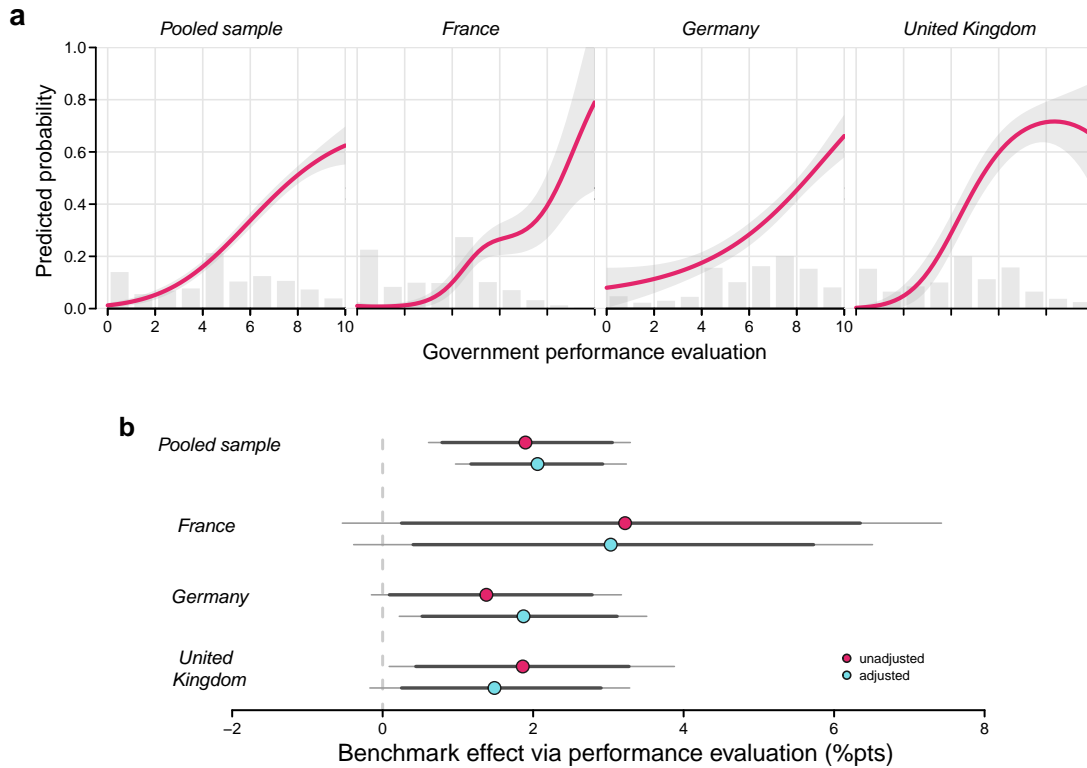 a
Pooled sample
France
Germany
United Kingdom
Predicted probability
1.0
0.8
0.6
0.4
0.2
0.0
0 2 4 6 8 10
0 2 4 6 8 10
Government performance evaluation
b
Pooled sample
France
Germany
United
Kingdom
unadjusted
adjusted
−2 0 2 4 6 8
Benchmark effect via performance evaluation (%pts)